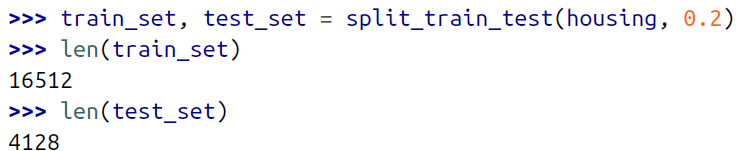 >>> train_set, test_set = split_train_test(housing, 0.2)
>>> len(train_set)
16512
>>> len(test_set)
4128